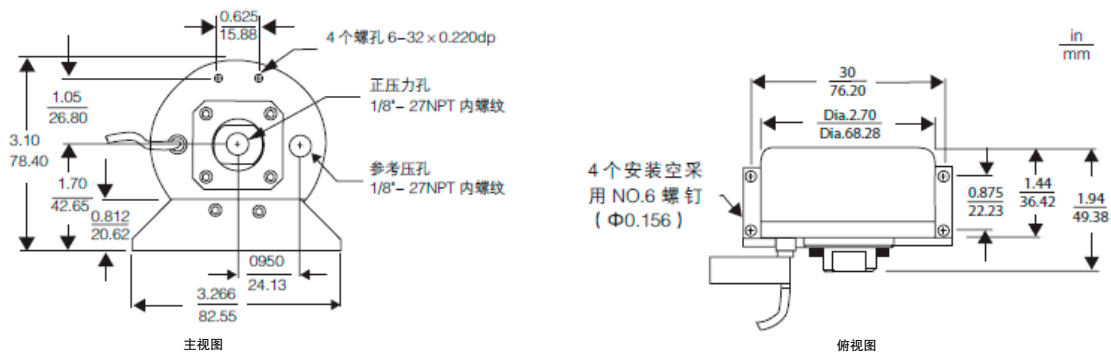 0.625
15.88
4个螺孔 6-32×0.220dp
正压力孔
1/8"- 27NPT 内螺纹
1.05
26.80
3.10
78.40
参考压孔
1/8"- 27NPT 内螺纹
1.70
42.65
0.812
20.62
0950
24.13
3.266
82.55
主视图
in
mm
30
76.20
Dia.2.70
Dia.68.28
4个安装空采
用 NO.6 螺钉
(Φ0.156)
0.875
22.23
1.44
36.42
1.94
49.38
俯视图